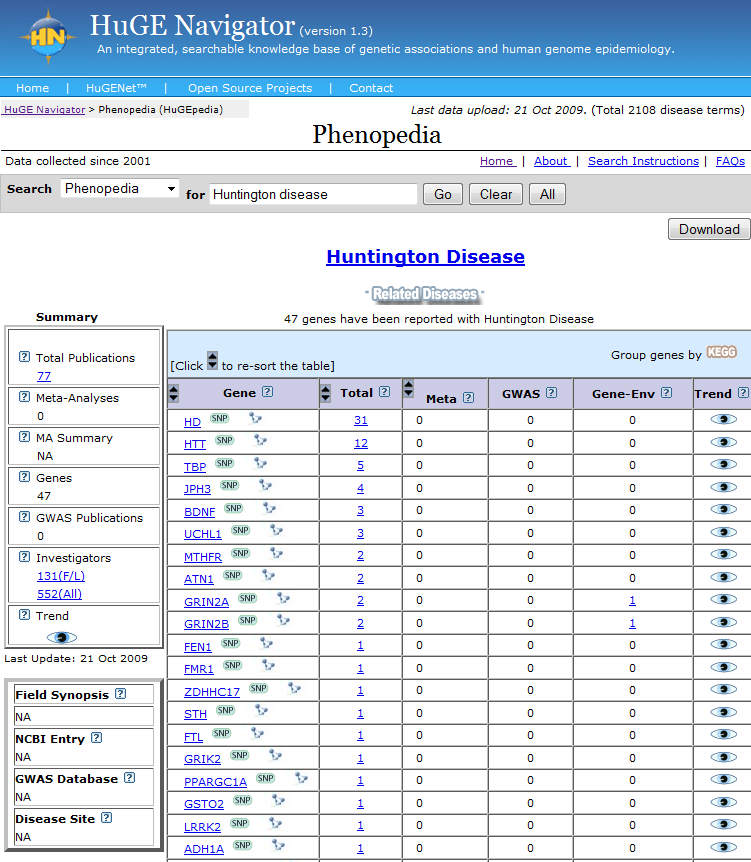 HN HuGE Navigator (version 1.3)
An integrated, searchable knowledge base of genetic associations and human genome epidemiology.
Home | HuGENet™ | Open Source Projects | Contact
HuGE Navigator > Phenopedia (HuGEpedia) Last data upload: 21 Oct 2009. (Total 2108 disease terms)
Phenopedia
Data collected since 2001 Home | About | Search Instructions | FAQs
Search Phenopedia for Huntington disease Go Clear All
Download
Huntington Disease
- Related Diseases -
47 genes have been reported with Huntington Disease
Summary
? Total Publications
77
? Meta-Analyses
0
? MA Summary
NA
? Genes
47
? GWAS Publications
0
? Investigators
131(F/L)
552(All)
? Trend
Last Update: 21 Oct 2009
Field Synopsis ?
NA
NCBI Entry ?
NA
GWAS Database ?
NA
Disease Site ?
NA
[Click to re-sort the table] Group genes by KEGG
Gene ? Total ? Meta ? GWAS ? Gene-Env ? Trend ?
HD SNP 31 0 0 0
HTT SNP 12 0 0 0
TBP SNP 5 0 0 0
JPH3 SNP 4 0 0 0
BDNF SNP 3 0 0 0
UCHL1 SNP 3 0 0 0
MTHFR SNP 2 0 0 0
ATN1 SNP 2 0 0 0
GRIN2A SNP 2 0 0 1
GRIN2B SNP 2 0 0 1
FEN1 SNP 1 0 0 0
FMR1 SNP 1 0 0 0
ZDHHC17 SNP 1 0 0 0
STH SNP 1 0 0 0
FTL SNP 1 0 0 0
GRIK2 SNP 1 0 0 0
PPARGC1A SNP 1 0 0 0
GSTO2 SNP 1 0 0 0
LRRK2 SNP 1 0 0 0
ADH1A SNP 1 0 0 0